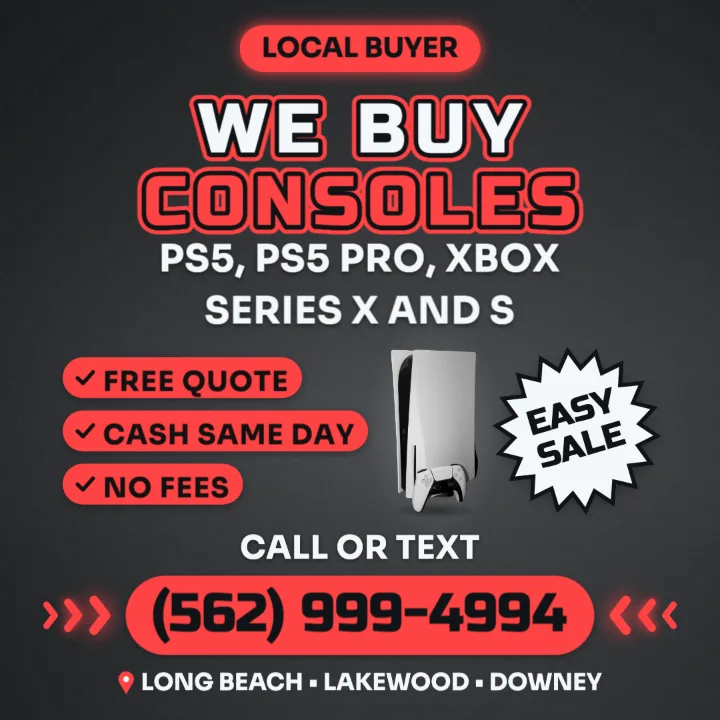 LOCAL BUYER
WE BUY
CONSOLES
PS5, PS5 PRO, XBOX
SERIES X AND S
✓ FREE QUOTE
✓ CASH SAME DAY
✓ NO FEES
EASY
SALE
CALL OR TEXT
(562) 999-4994
LONG BEACH ▪ LAKEWOOD ▪ DOWNEY